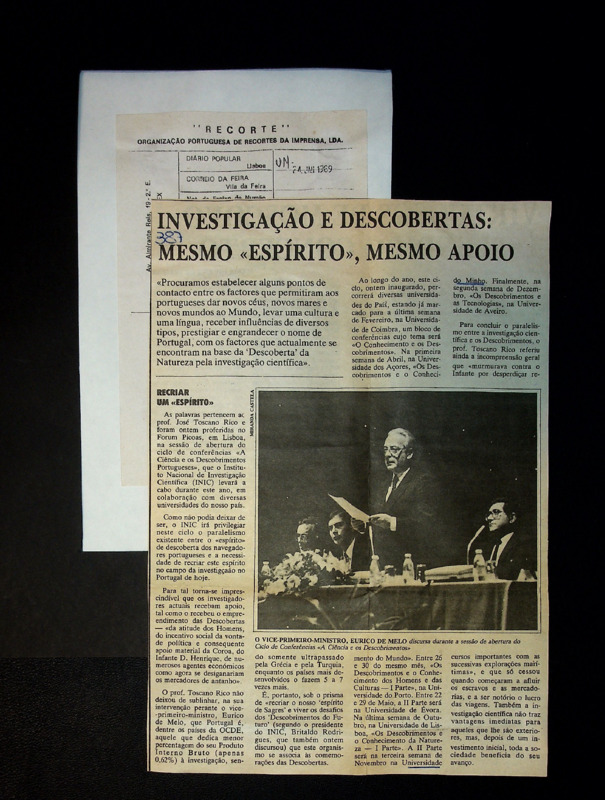 "RECORTE"
ORGANIZAÇÃO PORTUGUESA DE RECORTES DA IMPRENSA, LDA.
DIÁRIO POPULAR
Lisboa
CORREIO DA FEIRA
Vila da Feira
Av. Almirante Reis, 19 - 2.º E.
INVESTIGAÇÃO E DESCOBERTAS:
387
MESMO «ESPÍRITO», MESMO APOIO
«Procuramos estabelecer alguns pontos de
contacto entre os factores que permitiram aos
portugueses dar novos céus, novos mares e
novos mundos ao Mundo, levar uma cultura e
uma língua, receber influências de diversos
tipos, prestigiar e engrandecer o nome de
Portugal, com os factores que actualmente se
encontram na base da 'Descoberta' da
Natureza pela investigação científica».
RECRIAR
UM «ESPÍRITO»
As palavras pertencem ao
prof. José Toscano Rico e
foram ontem proferidas no
Forum Picoas, em Lisboa,
na sessão de abertura do
ciclo de conferências «A
Ciência e os Descobrimentos
Portugueses», que o Institu-
to Nacional de Investigação
Científica (INIC) levará a
cabo durante este ano, em
colaboração com diversas
universidades do nosso país.
Como não podia deixar de
ser, o INIC irá privilegiar
neste ciclo o paralelismo
existente entre o «espírito»
de descoberta dos navegado-
res portugueses e a necessida-
de de recriar este espírito
no campo da investigação no
Portugal de hoje.
Para tal torna-se impres-
cindível que os investigado-
res actuais recebam apoio,
tal como o recebeu o empre-
endimento das Descobertas
— «da atitude dos Homens,
do incentivo social da vonta-
de política e consequente
apoio material da Coroa, do
Infante D. Henrique, de nu-
merosos agentes económicos
como agora se designariam
os mercadores de antanho».
O prof. Toscano Rico não
deixou de sublinhar, na sua
intervenção perante o vice-
-primeiro-ministro, Eurico
de Melo, que Portugal é,
dentre os países da OCDE,
aquele que dedica menor
percentagem do seu Produto
Interno Bruto (apenas
0,62%) à investigação, sen-
do somente ultrapassado
pela Grécia e pela Turquia,
enquanto os países mais de-
senvolvidos o fazem 5 a 7
vezes mais.
E, portanto, sob o prisma
de «recriar o nosso 'espírito
de Sagres' e viver os desafios
dos 'Descobrimentos do Fu-
turo' (segundo o presidente
do INIC, Britaldo Rodri-
gues, que também ontem
discursou) que este organis-
mo se associa às comemora-
ções das Descobertas.
Ao longo do ano, este ci-
clo, ontem inaugurado, per-
correrá diversas universida-
des do País, estando já mar-
cado para a última semana
de Fevereiro, na Universida-
de de Coimbra, um bloco de
conferências cujo tema será
«O Conhecimento e os Des-
cobrimentos». Na primeira
semana de Abril, na Univer-
sidade dos Açores, «Os Des-
cobrimentos e o Conheci-
mento do Mundo». Entre 26
e 30 do mesmo mês, «Os
Descobrimentos e o Conhe-
cimento dos Homens e das
Culturas — I Parte», na Uni-
versidade do Porto. Entre 22
e 29 de Maio, a II Parte será
na Universidade de Évora.
Na última semana de Outu-
bro, na Universidade de Lis-
boa, «Os Descobrimentos e
o Conhecimento da Nature-
za — I Parte». A II Parte
será na terceira semana de
Novembro na Universidade
do Minho. Finalmente, na
segunda semana de Dezem-
bro, «Os Descobrimentos e
as Tecnologias», na Universidade
de Aveiro.
Para concluir o paralelis-
mo entre a investigação cien-
tífica e os Descobrimentos, o
prof. Toscano Rico referiu
ainda a incompreensão geral
que «murmurava contra o
Infante por desperdiçar re-
cursos importantes com as
sucessivas explorações marí-
timas», e que só cessou
quando começaram a afluir
os escravos e as mercado-
rias, e a ser notório o lucro
das viagens. Também a in-
vestigação científica não traz
vantagens imediatas para
aqueles que lhe são exterio-
res, mas, depois de um in-
vestimento inicial, toda a so-
ciedade beneficia do seu
avanço.
MIRANDA CASTELA
O VICE-PRIMEIRO-MINISTRO, EURICO DE MELO discursa durante a sessão de abertura do
Ciclo de Conferências «A Ciência e os Descobrimentos»